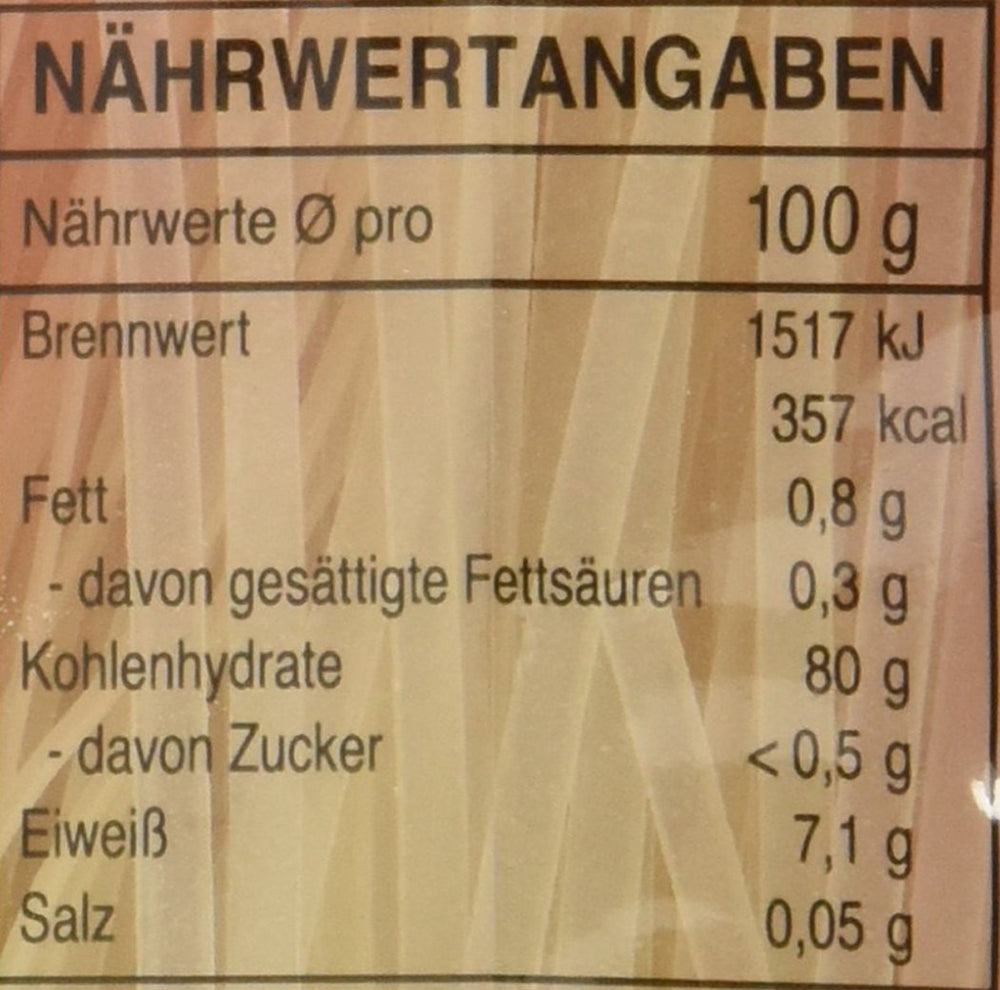 NÄHRWERTANGABEN
Nährwerte Ø pro 100 g
Brennwert 1517 kJ
357 kcal
Fett 0,8 g
- davon gesättigte Fettsäuren 0,3 g
Kohlenhydrate 80 g
- davon Zucker < 0,5 g
Eiweiß 7,1 g
Salz 0,05 g